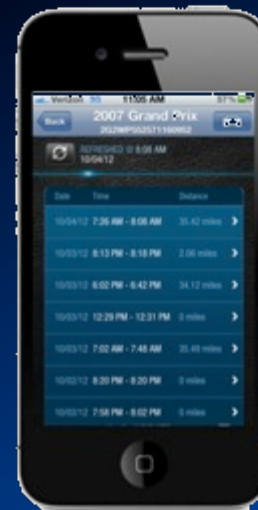 Verizon 3G 11:05 AM 97%
Back 2007 Grand Prix
REFRESHED @ 8:08 AM
10/04/12
Date Time Distance
10/04/12 7:26 AM - 8:08 AM 35.42 miles
10/03/12 8:13 PM - 8:18 PM 2.06 miles
10/03/12 6:02 PM - 6:42 PM 34.12 miles
10/03/12 12:29 PM - 12:31 PM 0 miles
10/03/12 7:02 AM - 7:48 AM 35.49 miles
10/02/12 8:20 PM - 8:20 PM 0 miles
10/02/12 7:58 PM - 8:02 PM 0 miles